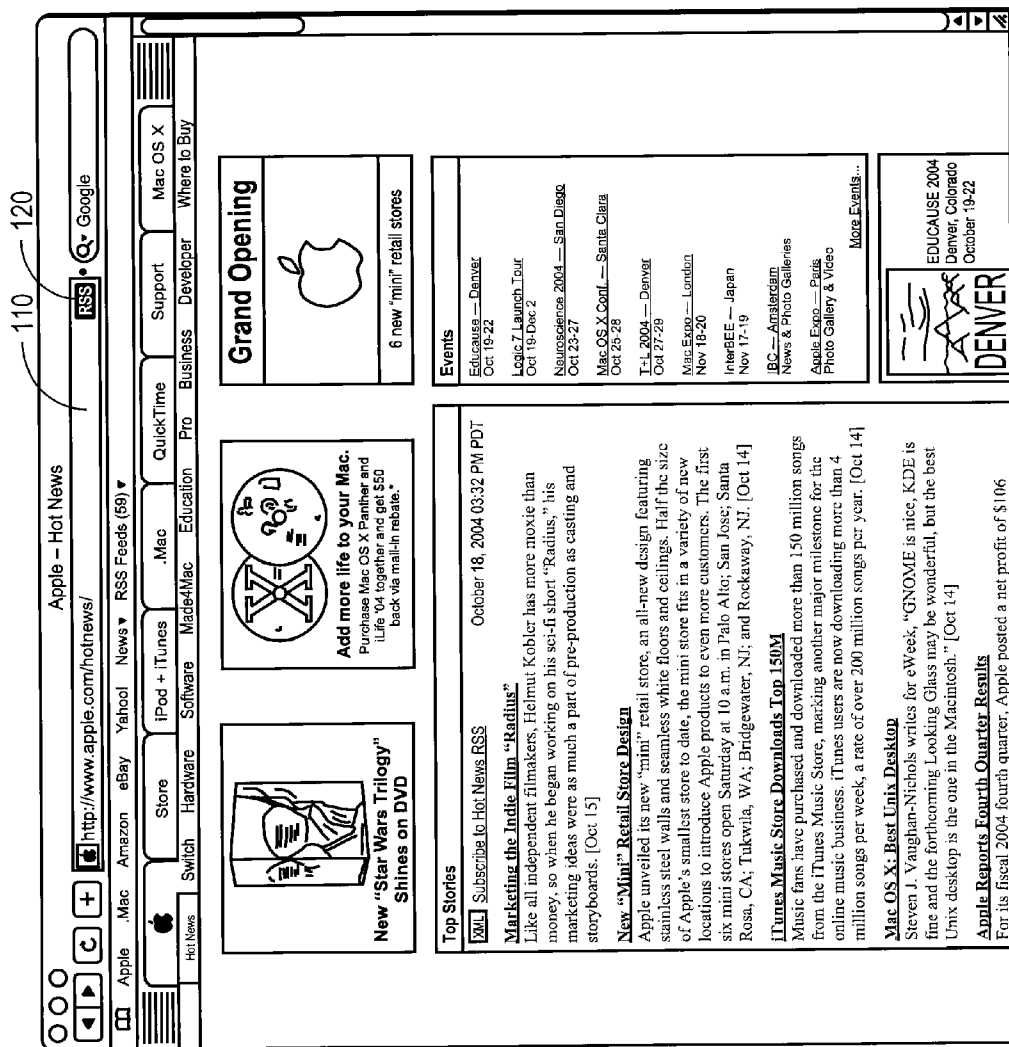 110
120
Apple – Hot News
http://www.apple.com/hotnews/
RSS
Google
Apple .Mac Amazon eBay Yahool News RSS Feeds (59)
Store iPod + iTunes .Mac QuickTime Support Mac OS X
Hot News Switch Hardware Software Made4Mac Education Pro Business Developer Where to Buy
New “Star Wars Trilogy”
Shines on DVD
X
Add more life to your Mac.
Purchase Mac OS X Panther and
iLife '04 together and get $50
back via mail-in rebate.*
Grand Opening
6 new “mini” retail stores
Top Stories
XML Subscribe to Hot News RSS October 18, 2004 03:32 PM PDT
Marketing the Indie Film “Radius”
Like all independent filmakers, Helmut Kobler has more moxie than
money, so when he began working on his sci-fi short “Radius,” his
marketing ideas were as much a part of pre-production as casting and
storyboards. [Oct 15]
New “Mini” Retail Store Design
Apple unveiled its new “mini” retail store, an all-new design featuring
stainless steel walls and seamless white floors and ceilings. Half the size
of Apple's smallest store to date, the mini store fits in a variety of new
locations to introduce Apple products to even more customers. The first
six mini stores open Saturday at 10 a.m. in Palo Alto; San Jose; Santa
Rosa, CA; Tukwila, WA; Bridgewater, NJ; and Rockaway, NJ. [Oct 14]
iTunes Music Store Downloads Top 150M
Music fans have purchased and downloaded more than 150 million songs
from the iTunes Music Store, marking another major milestone for the
online music business. iTunes users are now downloading more than 4
million songs per week, a rate of over 200 million songs per year. [Oct 14]
Mac OS X: Best Unix Desktop
Steven J. Vaughan-Nichols writes for eWeek, “GNOME is nice, KDE is
fine and the forthcoming Looking Glass may be wonderful, but the best
Unix desktop is the one in the Macintosh.” [Oct 14]
Apple Reports Fourth Quarter Results
For its fiscal 2004 fourth quarter, Apple posted a net profit of $106
Events
Educause — Denver
Oct 19-22
Logic 7 Launch Tour
Oct 19-Dec 2
Neuroscience 2004 — San Diego
Oct 23-27
Mac OS X Conf. — Santa Clara
Oct 25-28
T+L 2004 — Denver
Oct 27-29
Mac Expo — London
Nov 18-20
InterBEE — Japan
Nov 17-19
IBC — Amsterdam
News & Photo Galleries
Apple Expo — Paris
Photo Gallery & Video
More Events...
DENVER
EDUCAUSE 2004
Denver, Colorado
October 19-22